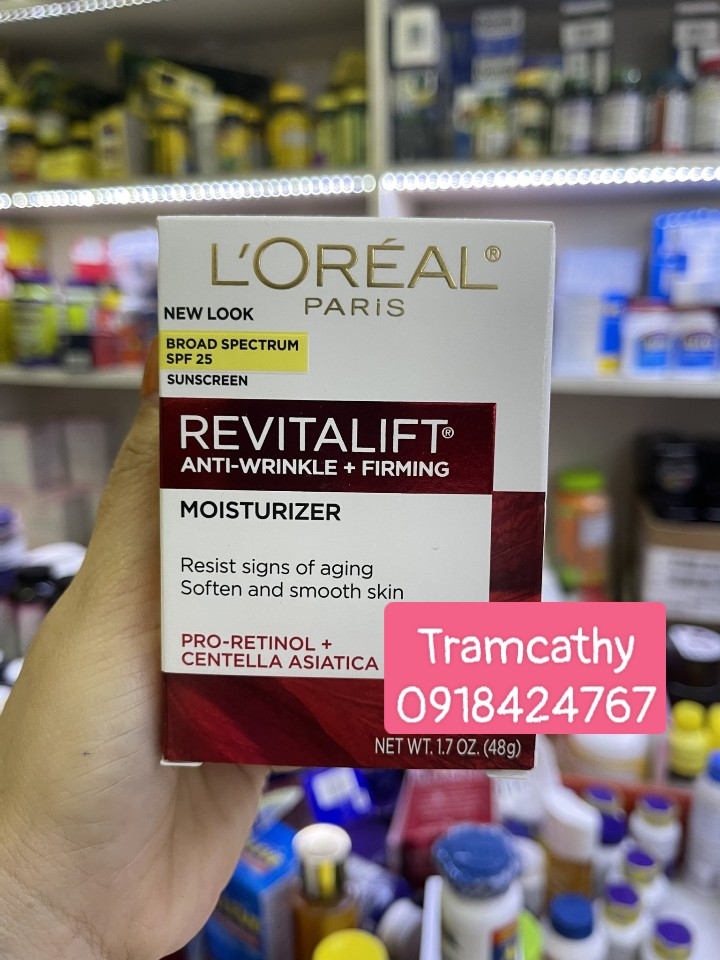 L'ORÉAL®
PARiS
NEW LOOK
BROAD SPECTRUM
SPF 25
SUNSCREEN
REVITALIFT®
ANTI-WRINKLE + FIRMING
MOISTURIZER
Resist signs of aging
Soften and smooth skin
PRO-RETINOL +
CENTELLA ASIATICA
Tramcathy
0918424767
NET WT. 1.7 OZ. (48g)